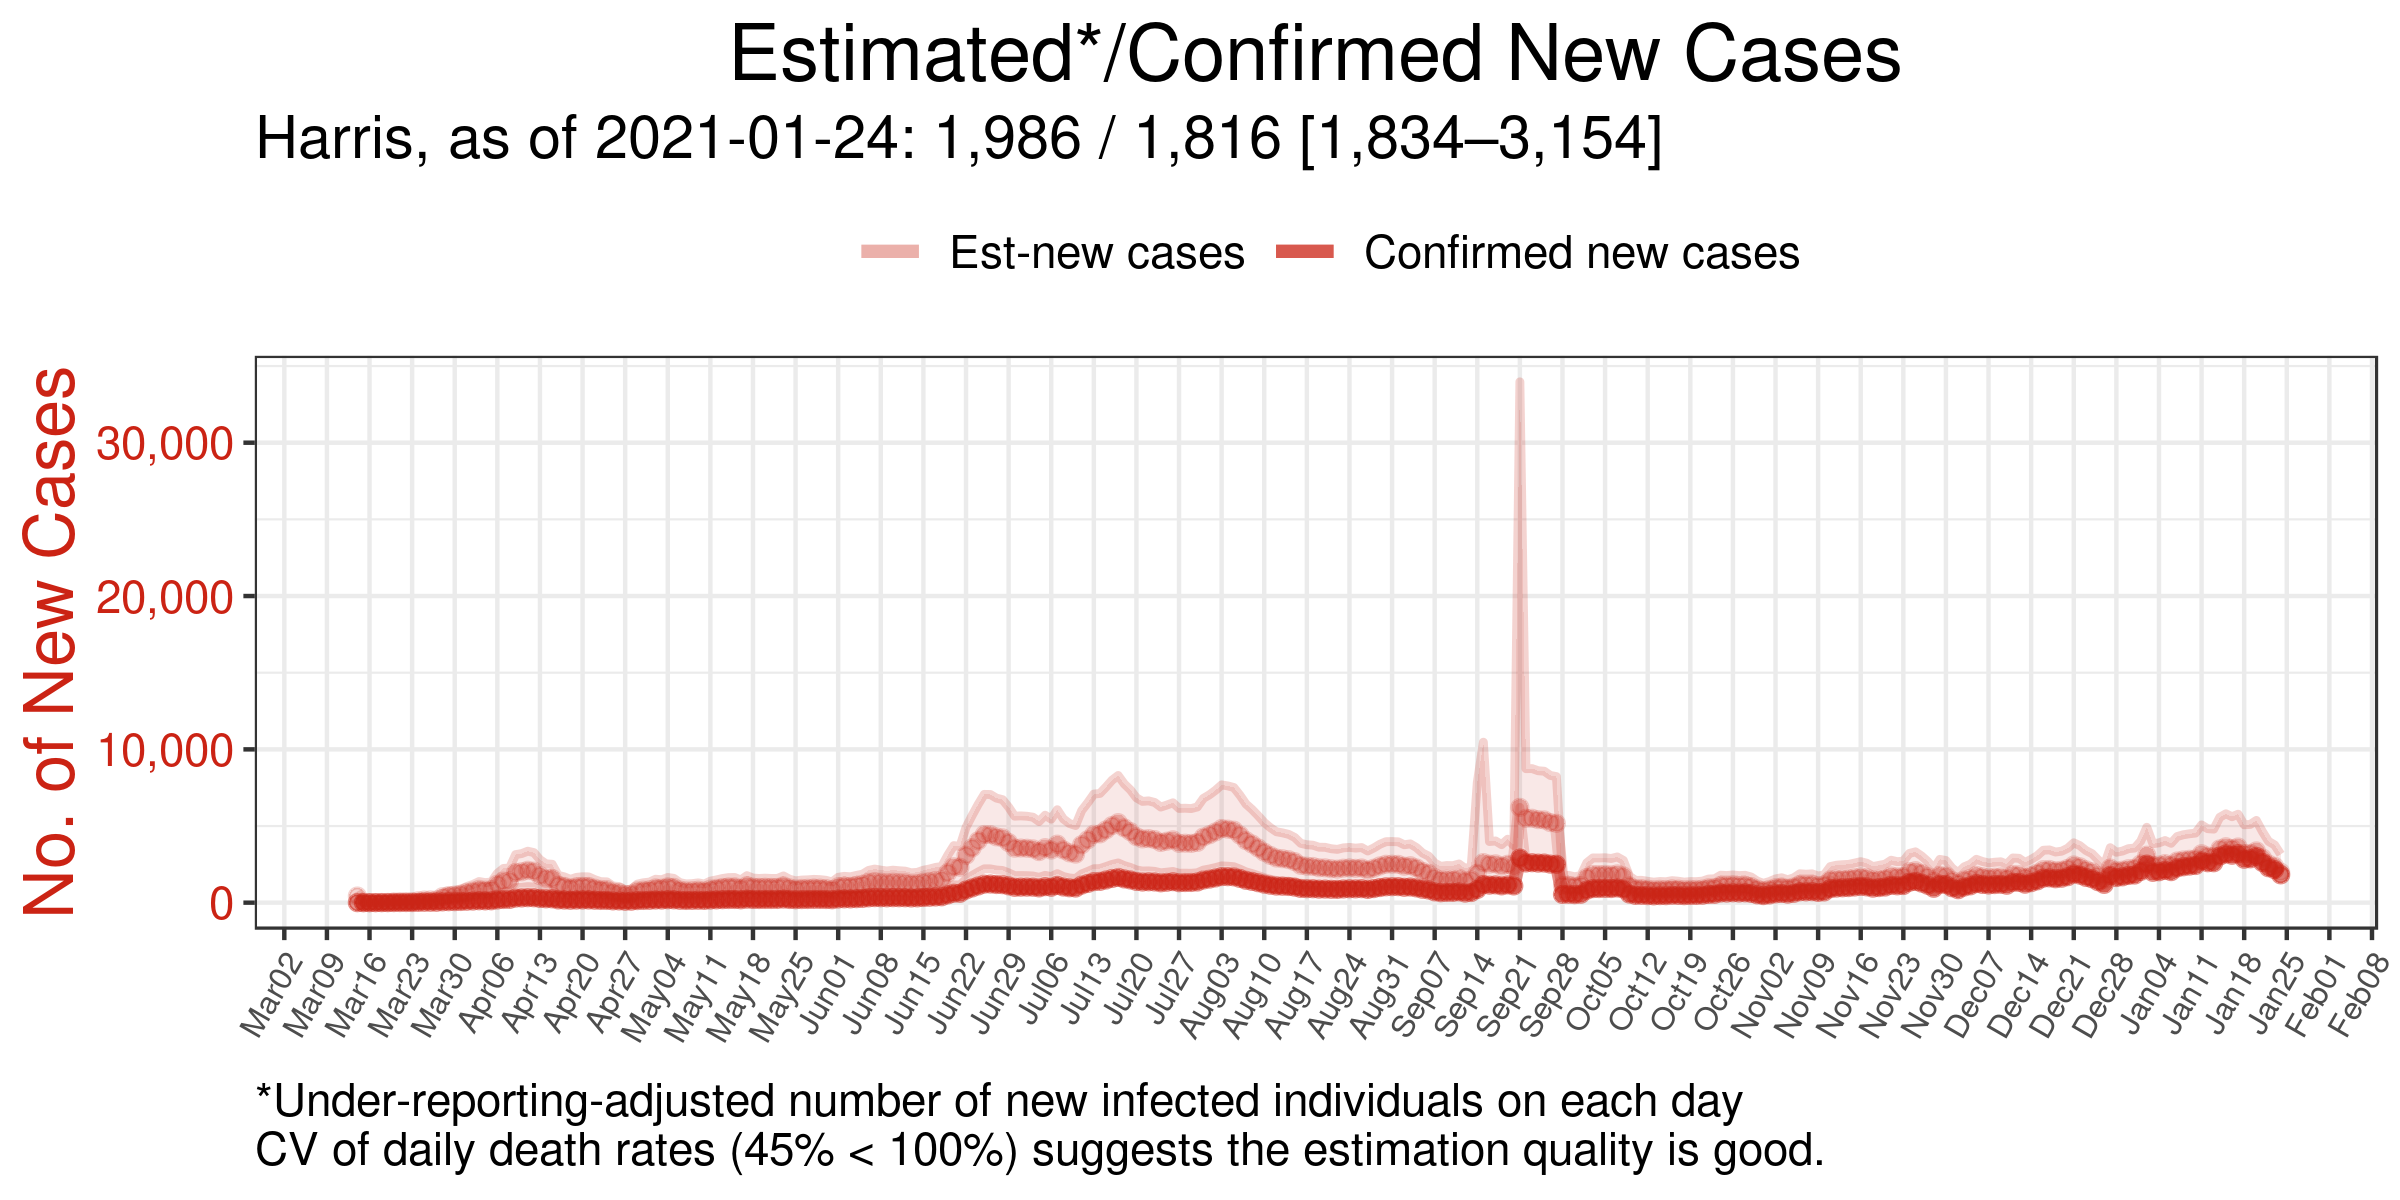 Estimated*/Confirmed New Cases
Harris, as of 2021-01-24: 1,986 / 1,816 [1,834–3,154]
Est-new cases Confirmed new cases
No. of New Cases
30,000
20,000
10,000
0
Mar02 Mar09 Mar16 Mar23 Mar30 Apr06 Apr13 Apr20 Apr27 May04 May11 May18 May25 Jun01 Jun08 Jun15 Jun22 Jun29 Jul06 Jul13 Jul20 Jul27 Aug03 Aug10 Aug17 Aug24 Aug31 Sep07 Sep14 Sep21 Sep28 Oct05 Oct12 Oct19 Oct26 Nov02 Nov09 Nov16 Nov23 Nov30 Dec07 Dec14 Dec21 Dec28 Jan04 Jan11 Jan18 Jan25 Feb01 Feb08
*Under-reporting-adjusted number of new infected individuals on each day
CV of daily death rates (45% < 100%) suggests the estimation quality is good.